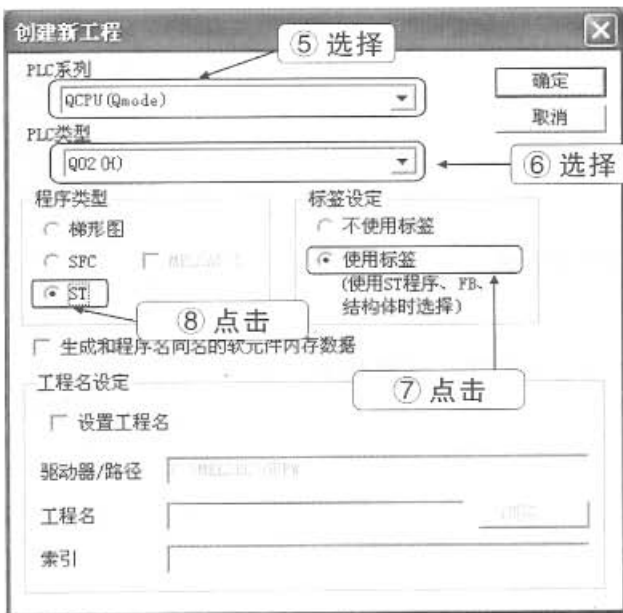 创建新工程
⑤ 选择
PLC系列
QCPU(Qmode)
确定
取消
PLC类型
Q02(H)
⑥ 选择
程序类型
标签设定
梯形图
不使用标签
SFC
MELSAP-L
使用标签
(使用ST程序、FB、
结构体时选择)
ST
⑧ 点击
生成和程序名同名的软元件内存数据
⑦ 点击
工程名设定
设置工程名
驱动器/路径
工程名
索引